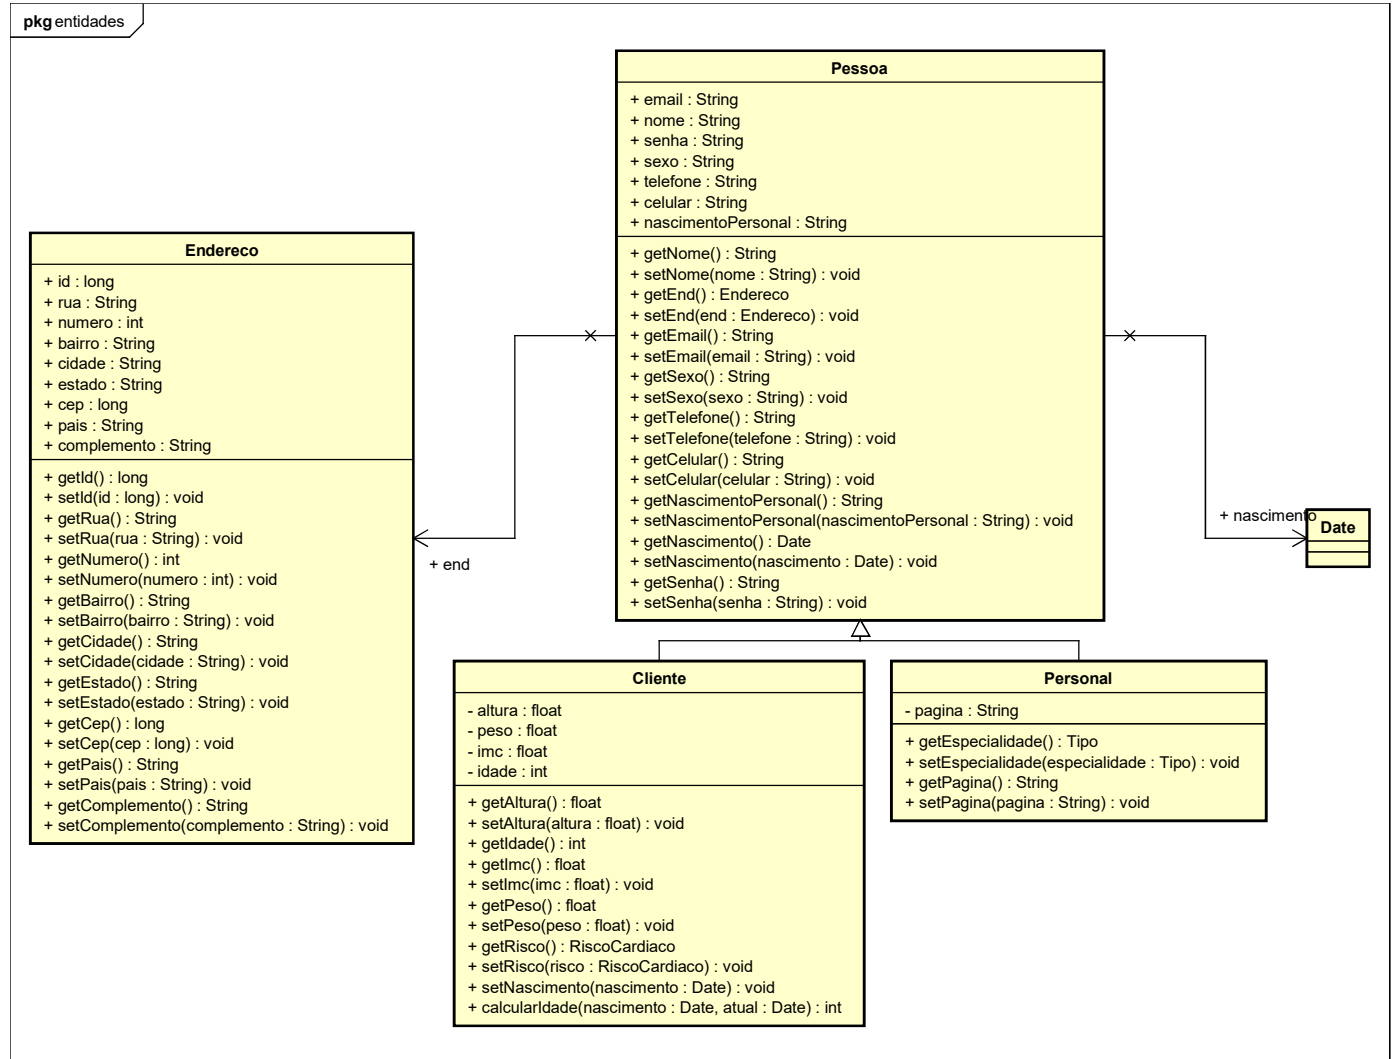 pkg entidades
Pessoa
+ email : String
+ nome : String
+ senha : String
+ sexo : String
+ telefone : String
+ celular : String
+ nascimentoPersonal : String
+ getNome() : String
+ setNome(nome : String) : void
+ getEnd() : Endereco
+ setEnd(end : Endereco) : void
+ getEmail() : String
+ setEmail(email : String) : void
+ getSexo() : String
+ setSexo(sexo : String) : void
+ getTelefone() : String
+ setTelefone(telefone : String) : void
+ getCelular() : String
+ setCelular(celular : String) : void
+ getNascimentoPersonal() : String
+ setNascimentoPersonal(nascimentoPersonal : String) : void
+ getNascimento() : Date
+ setNascimento(nascimento : Date) : void
+ getSenha() : String
+ setSenha(senha : String) : void
Endereco
+ id : long
+ rua : String
+ numero : int
+ bairro : String
+ cidade : String
+ estado : String
+ cep : long
+ pais : String
+ complemento : String
+ getId() : long
+ setId(id : long) : void
+ getRua() : String
+ setRua(rua : String) : void
+ getNumero() : int
+ setNumero(numero : int) : void
+ getBairro() : String
+ setBairro(bairro : String) : void
+ getCidade() : String
+ setCidade(cidade : String) : void
+ getEstado() : String
+ setEstado(estado : String) : void
+ getCep() : long
+ setCep(cep : long) : void
+ getPais() : String
+ setPais(pais : String) : void
+ getComplemento() : String
+ setComplemento(complemento : String) : void
+ end
+ nascimento
Date
Cliente
- altura : float
- peso : float
- imc : float
- idade : int
+ getAltura() : float
+ setAltura(altura : float) : void
+ getIdade() : int
+ getImc() : float
+ setImc(imc : float) : void
+ getPeso() : float
+ setPeso(peso : float) : void
+ getRisco() : RiscoCardiaco
+ setRisco(risco : RiscoCardiaco) : void
+ setNascimento(nascimento : Date) : void
+ calcularIdade(nascimento : Date, atual : Date) : int
Personal
- pagina : String
+ getEspecialidade() : Tipo
+ setEspecialidade(especialidade : Tipo) : void
+ getPagina() : String
+ setPagina(pagina : String) : void